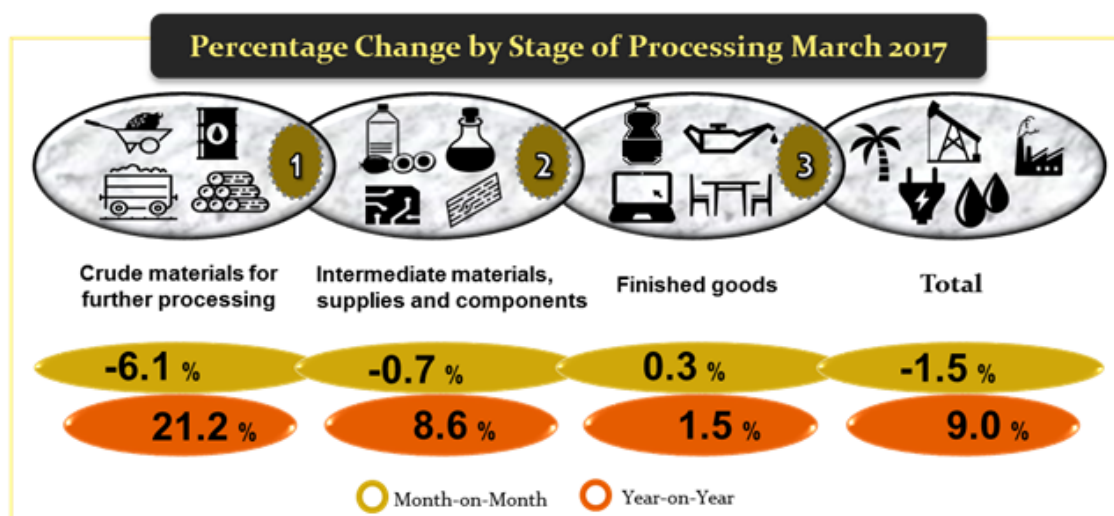 Percentage Change by Stage of Processing March 2017
1
2
3
Crude materials for
further processing
Intermediate materials,
supplies and components
Finished goods
Total
-6.1 %
-0.7 %
0.3 %
-1.5 %
21.2 %
8.6 %
1.5 %
9.0 %
Month-on-Month
Year-on-Year